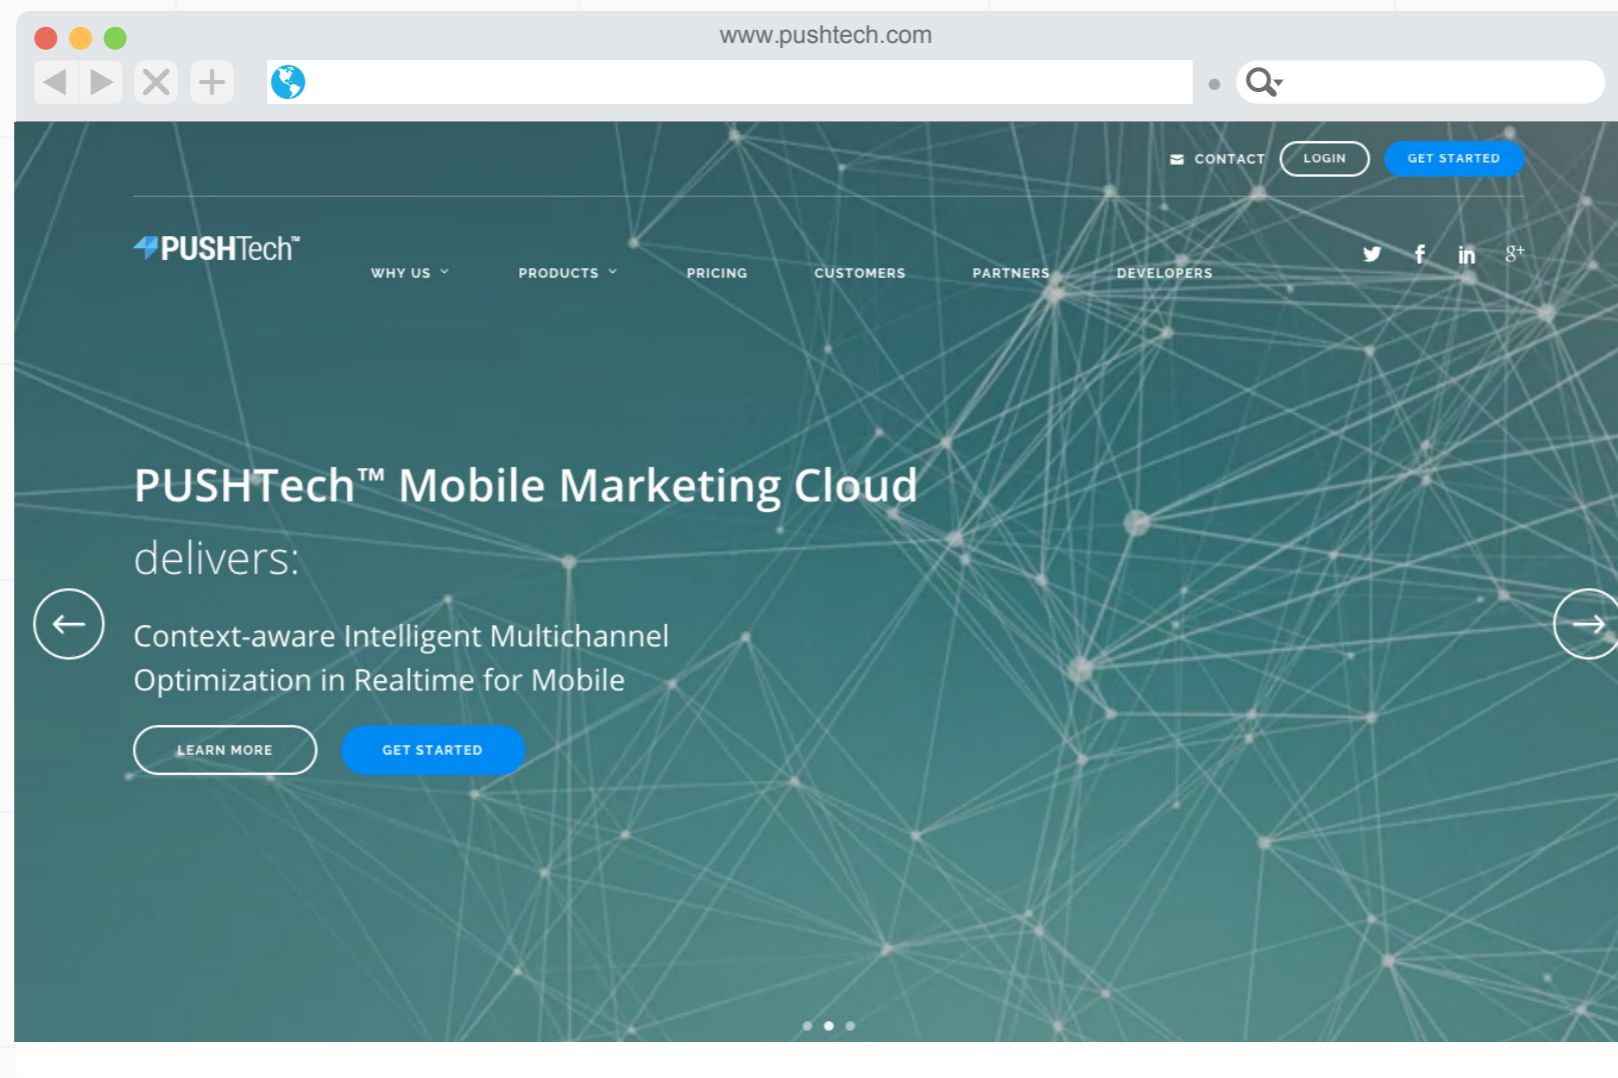 www.pushtech.com
CONTACT LOGIN GET STARTED
PUSHTech™
WHY US PRODUCTS PRICING CUSTOMERS PARTNERS DEVELOPERS
PUSHTech™ Mobile Marketing Cloud
delivers:
Context-aware Intelligent Multichannel
Optimization in Realtime for Mobile
LEARN MORE GET STARTED